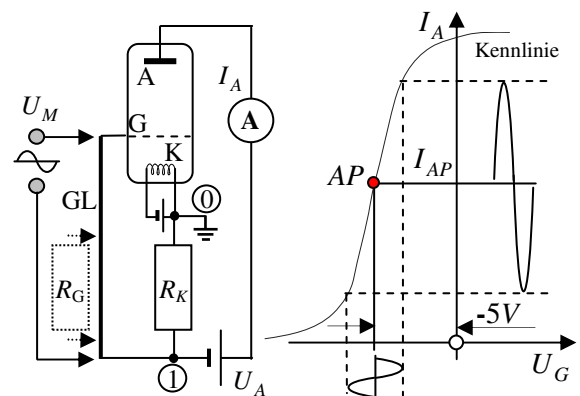 I_A
Kennlinie
A
I_A
U_M
G
A
K
I_AP
AP
0
GL
R_G
R_K
-5V
1
U_A
U_G